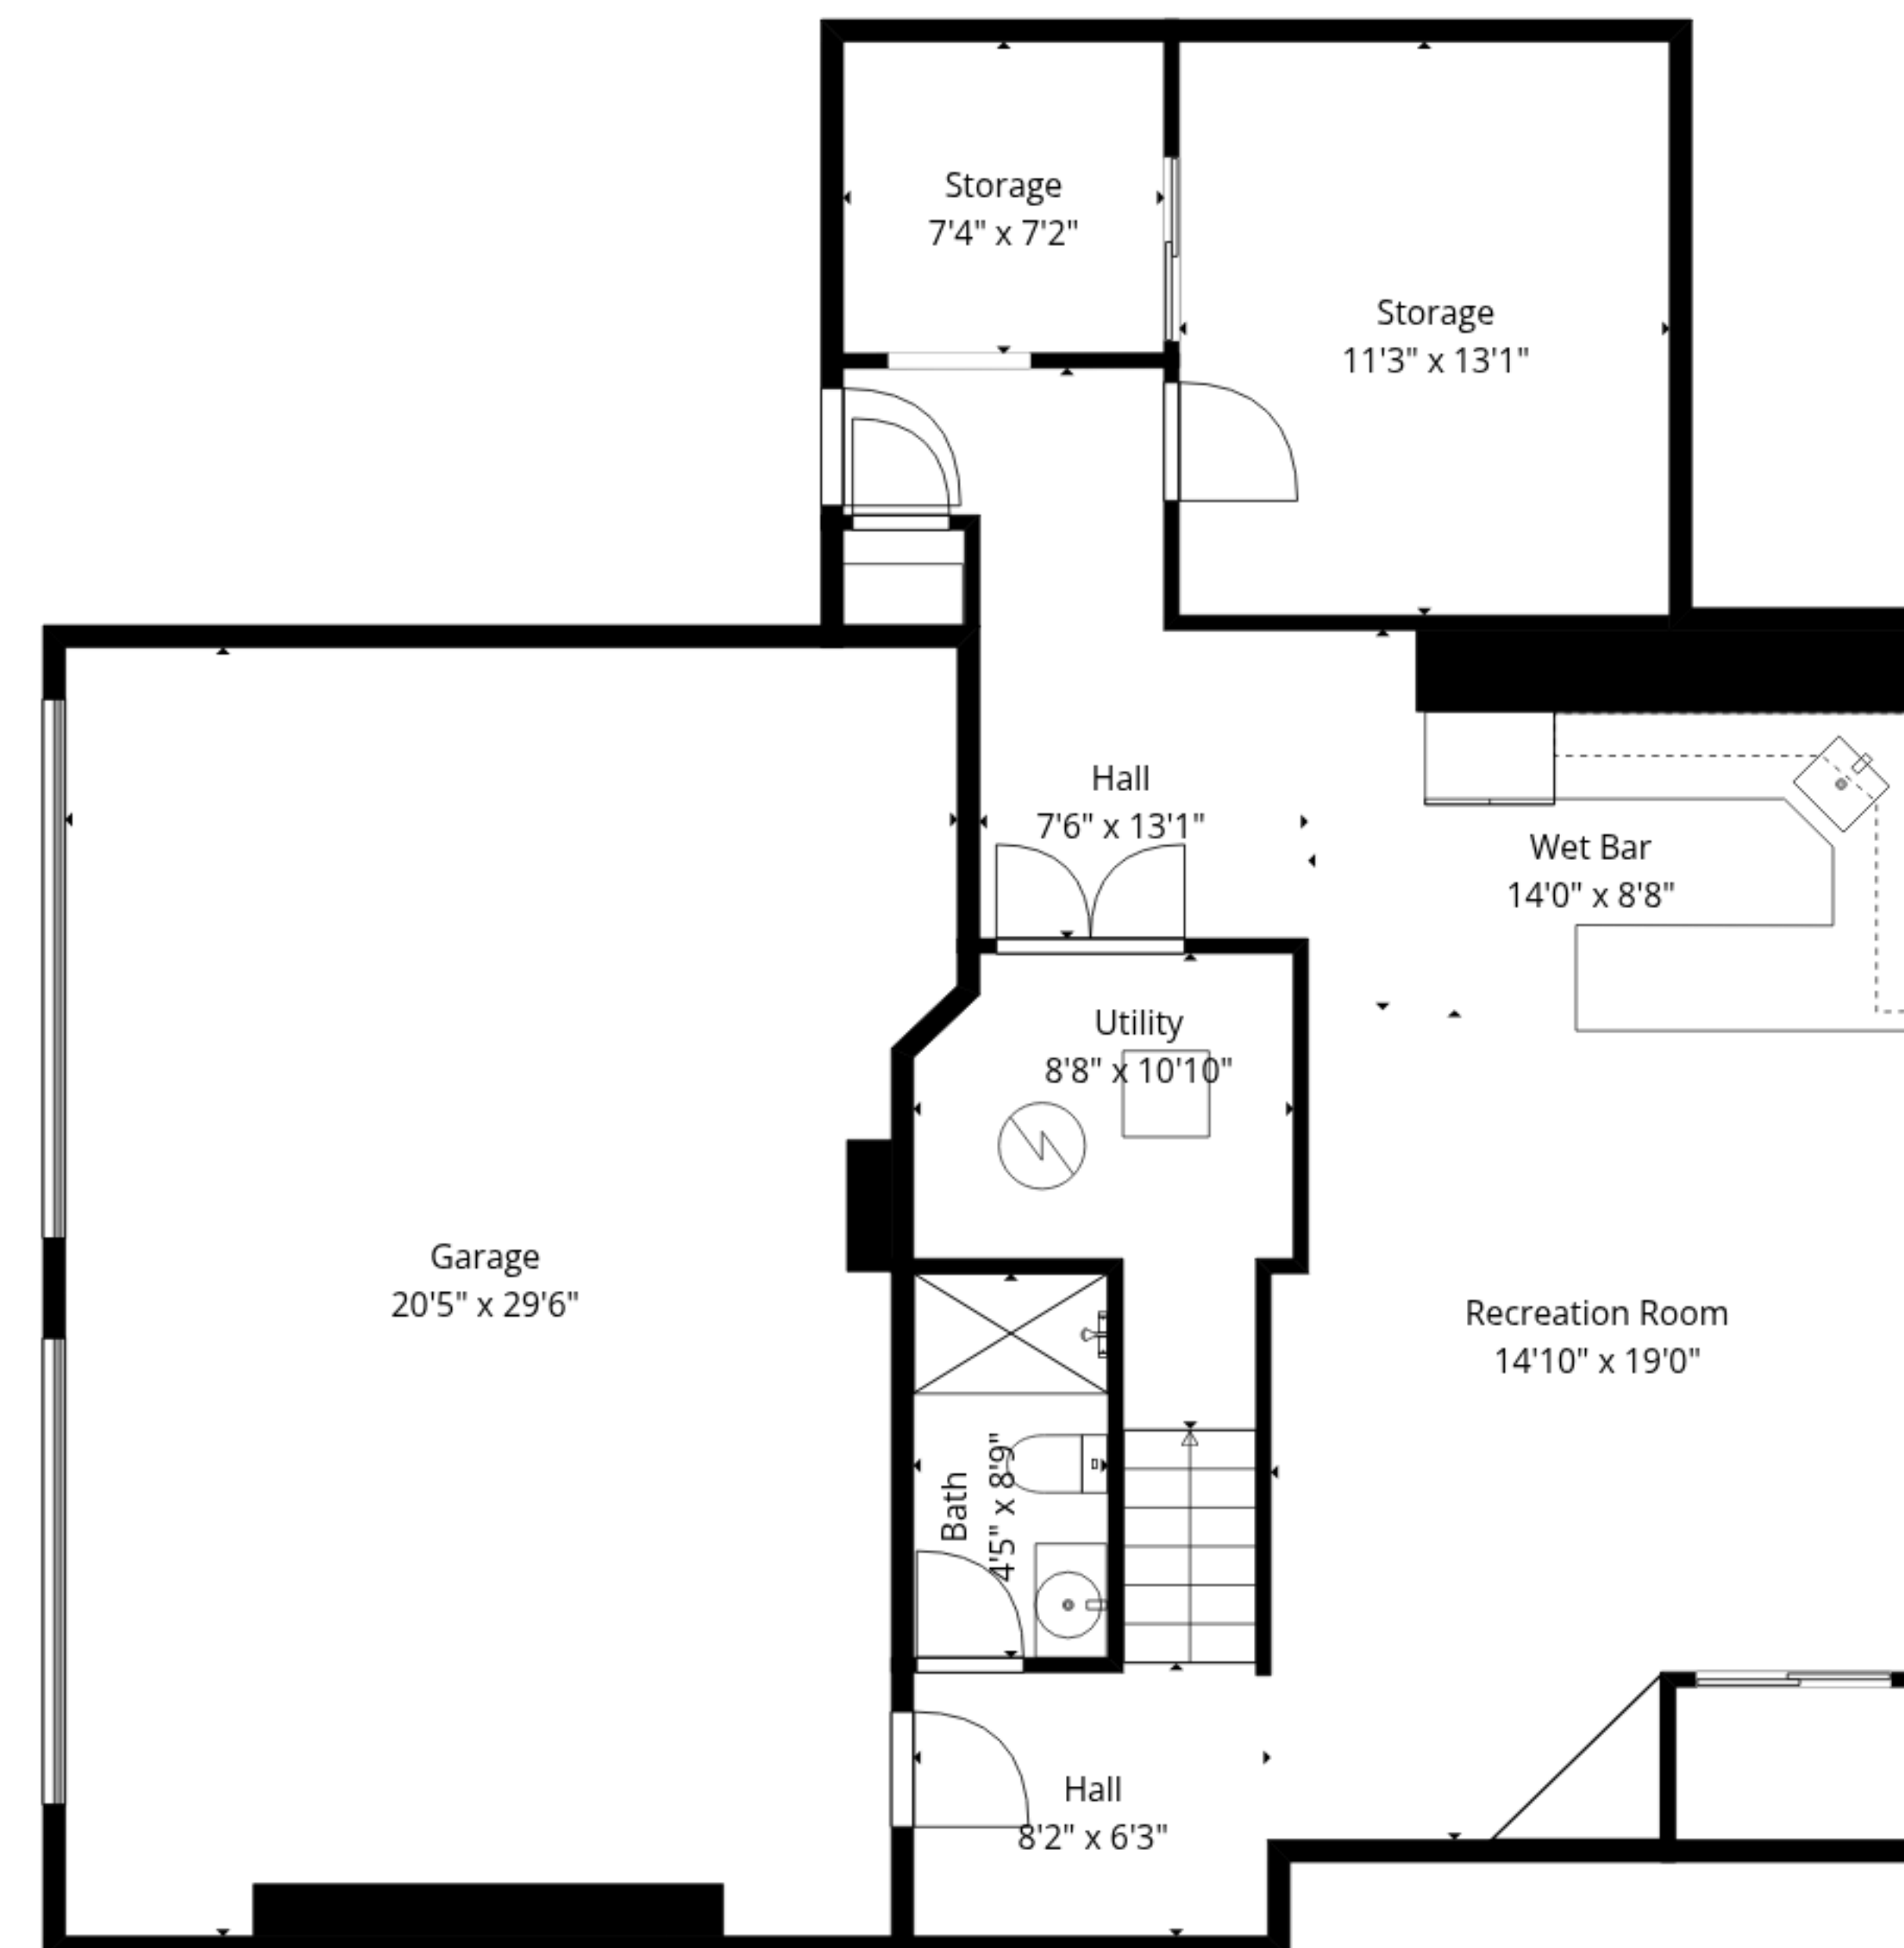 Storage
7'4" x 7'2"
Storage
11'3" x 13'1"
Hall
7'6" x 13'1"
Wet Bar
14'0" x 8'8"
Utility
8'8" x 10'10"
Garage
20'5" x 29'6"
Recreation Room
14'10" x 19'0"
Bath
4'5" x 8'9"
Hall
8'2" x 6'3"